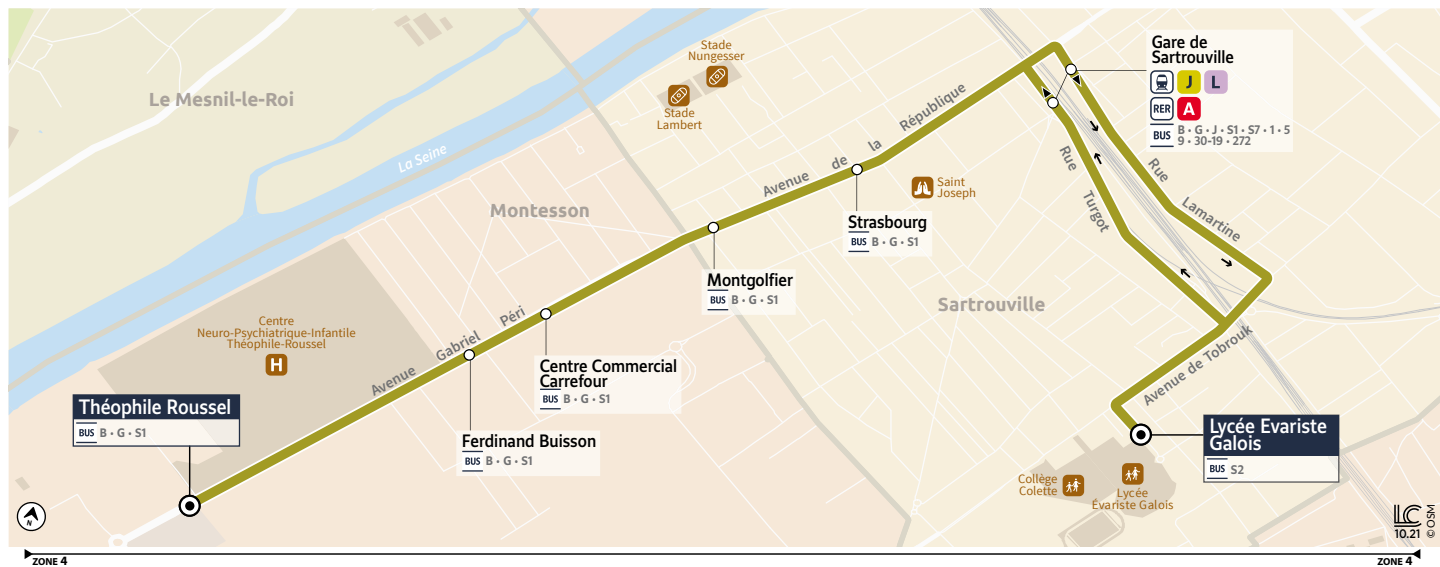 Le Mesnil-le-Roi
La Seine
Montesson
Stade
Nungesser
Stade
Lambert
Avenue de la République
Saint
Joseph
Gare de
Sartrouville
J L
RER A
BUS B • G • J • S1 • S7 • 1 • 5
9 • 30-19 • 272
Rue Turgot
Rue Lamartine
Strasbourg
BUS B • G • S1
Montgolfier
BUS B • G • S1
Sartrouville
Centre
Neuro-Psychiatrique-Infantile
Théophile-Roussel
H
Avenue Gabriel Péri
Centre Commercial
Carrefour
BUS B • G • S1
Ferdinand Buisson
BUS B • G • S1
Théophile Roussel
BUS B • G • S1
Avenue de Tobrouk
Lycée Evariste
Galois
BUS S2
Collège
Colette
Lycée
Évariste Galois
N
LC
10.21
© OSM
ZONE 4
ZONE 4